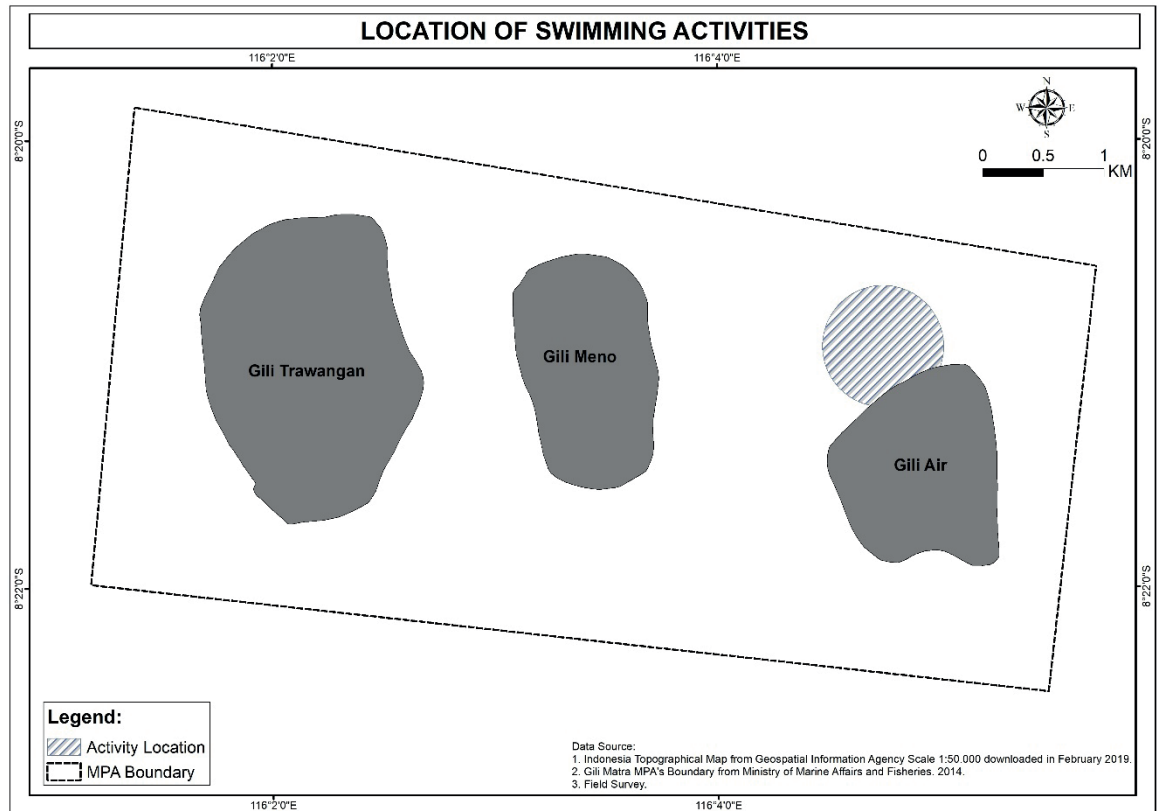 LOCATION OF SWIMMING ACTIVITIES
116°2'0"E
116°4'0"E
N
W E
S
8°20'0"S
8°20'0"S
0 0.5 1
KM
Gili Trawangan
Gili Meno
Gili Air
8°22'0"S
8°22'0"S
Legend:
Activity Location
MPA Boundary
Data Source:
1. Indonesia Topographical Map from Geospatial Information Agency Scale 1:50.000 downloaded in February 2019.
2. Gili Matra MPA's Boundary from Ministry of Marine Affairs and Fisheries. 2014.
3. Field Survey.
116°2'0"E
116°4'0"E